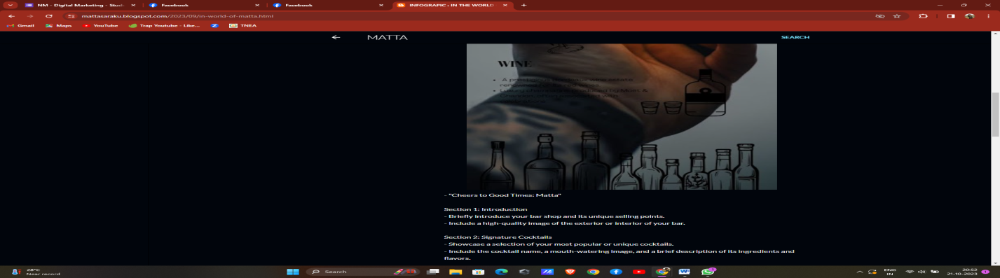 NM - Digital Marketing - Stud
Facebook
Facebook
INFOGRAPIC : IN THE WORLD
mattasaraku.blogspot.com/2023/09/in-world-of-matta.html
Gmail
Maps
YouTube
Trap Youtube - Like...
TNEA
MATTA
SEARCH
WINE
- "Cheers to Good Times: Matta"
Section 1: Introduction
- Briefly introduce your bar shop and its unique selling points.
- Include a high-quality image of the exterior or interior of your bar.
Section 2: Signature Cocktails
- Showcase a selection of your most popular or unique cocktails.
- Include the cocktail name, a mouth-watering image, and a brief description of its ingredients and
flavors.
28°C
Near record
Search
ENG
IN
20:52
21-10-2023